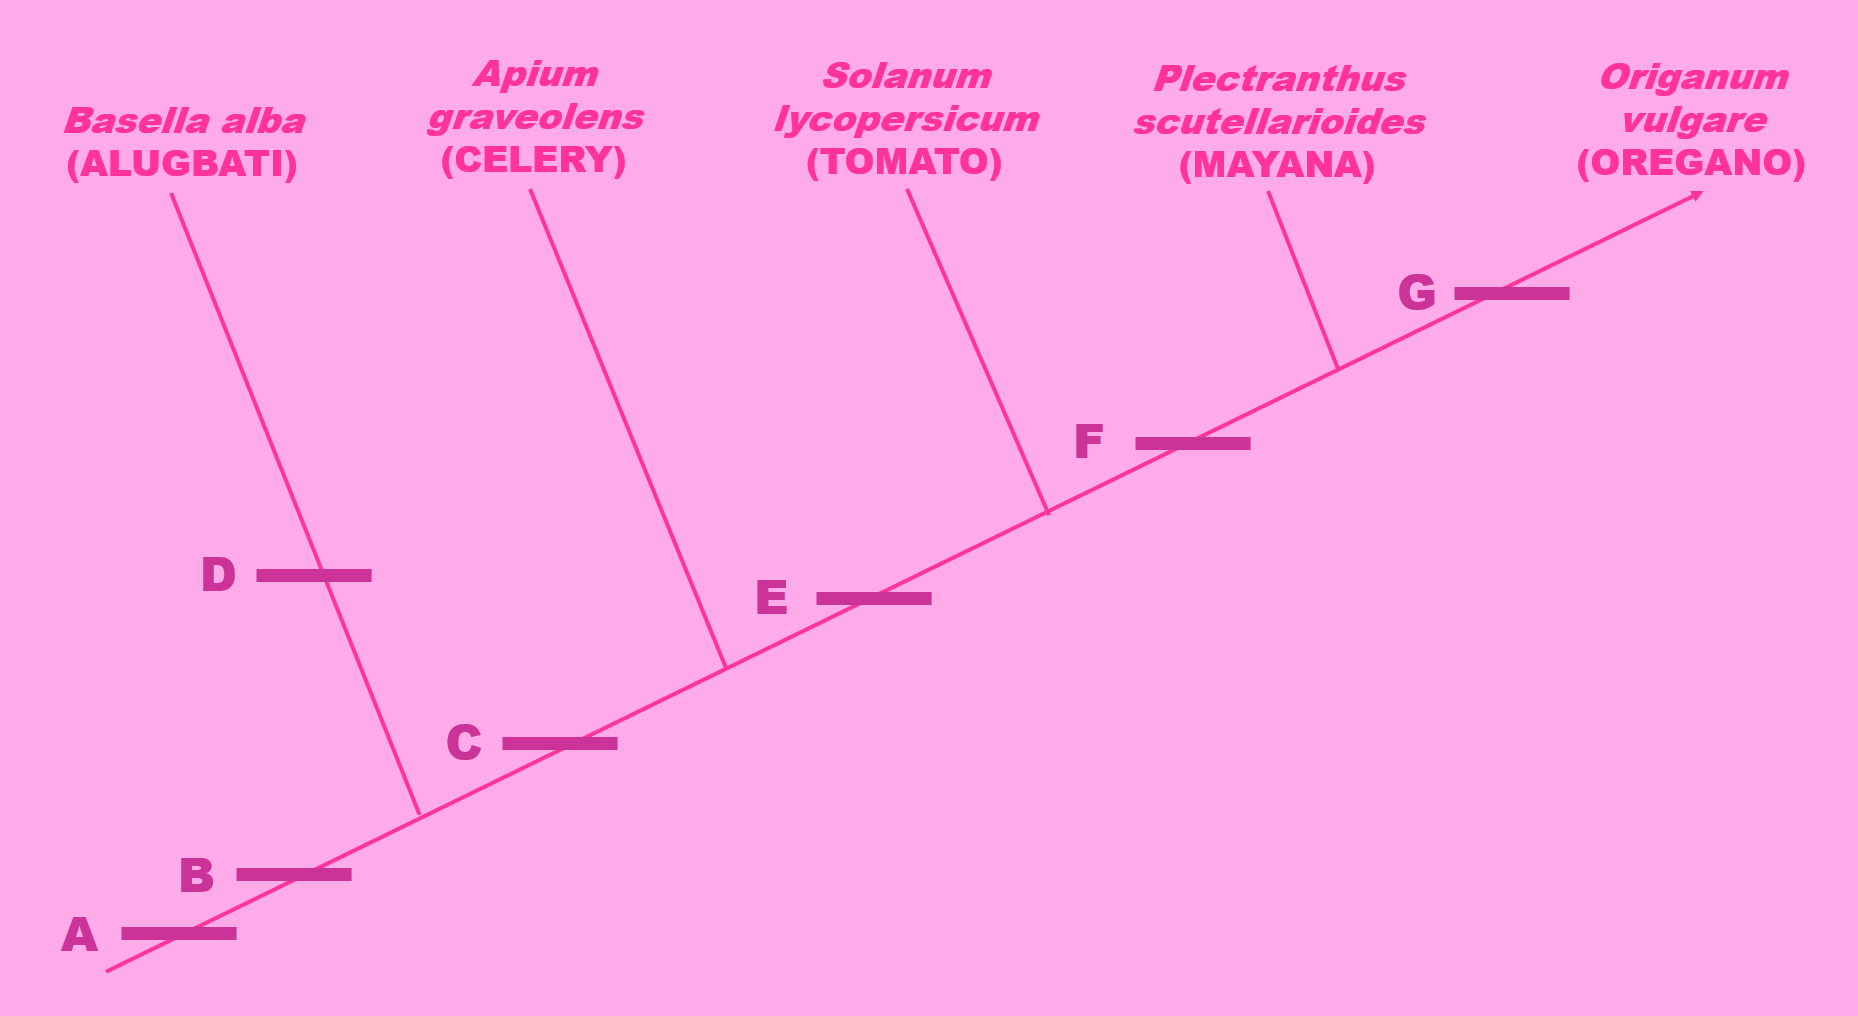 Basella alba
(ALUGBATI)
Apium
graveolens
(CELERY)
Solanum
lycopersicum
(TOMATO)
Plectranthus
scutellarioides
(MAYANA)
Origanum
vulgare
(OREGANO)
G
F
D
E
C
B
A